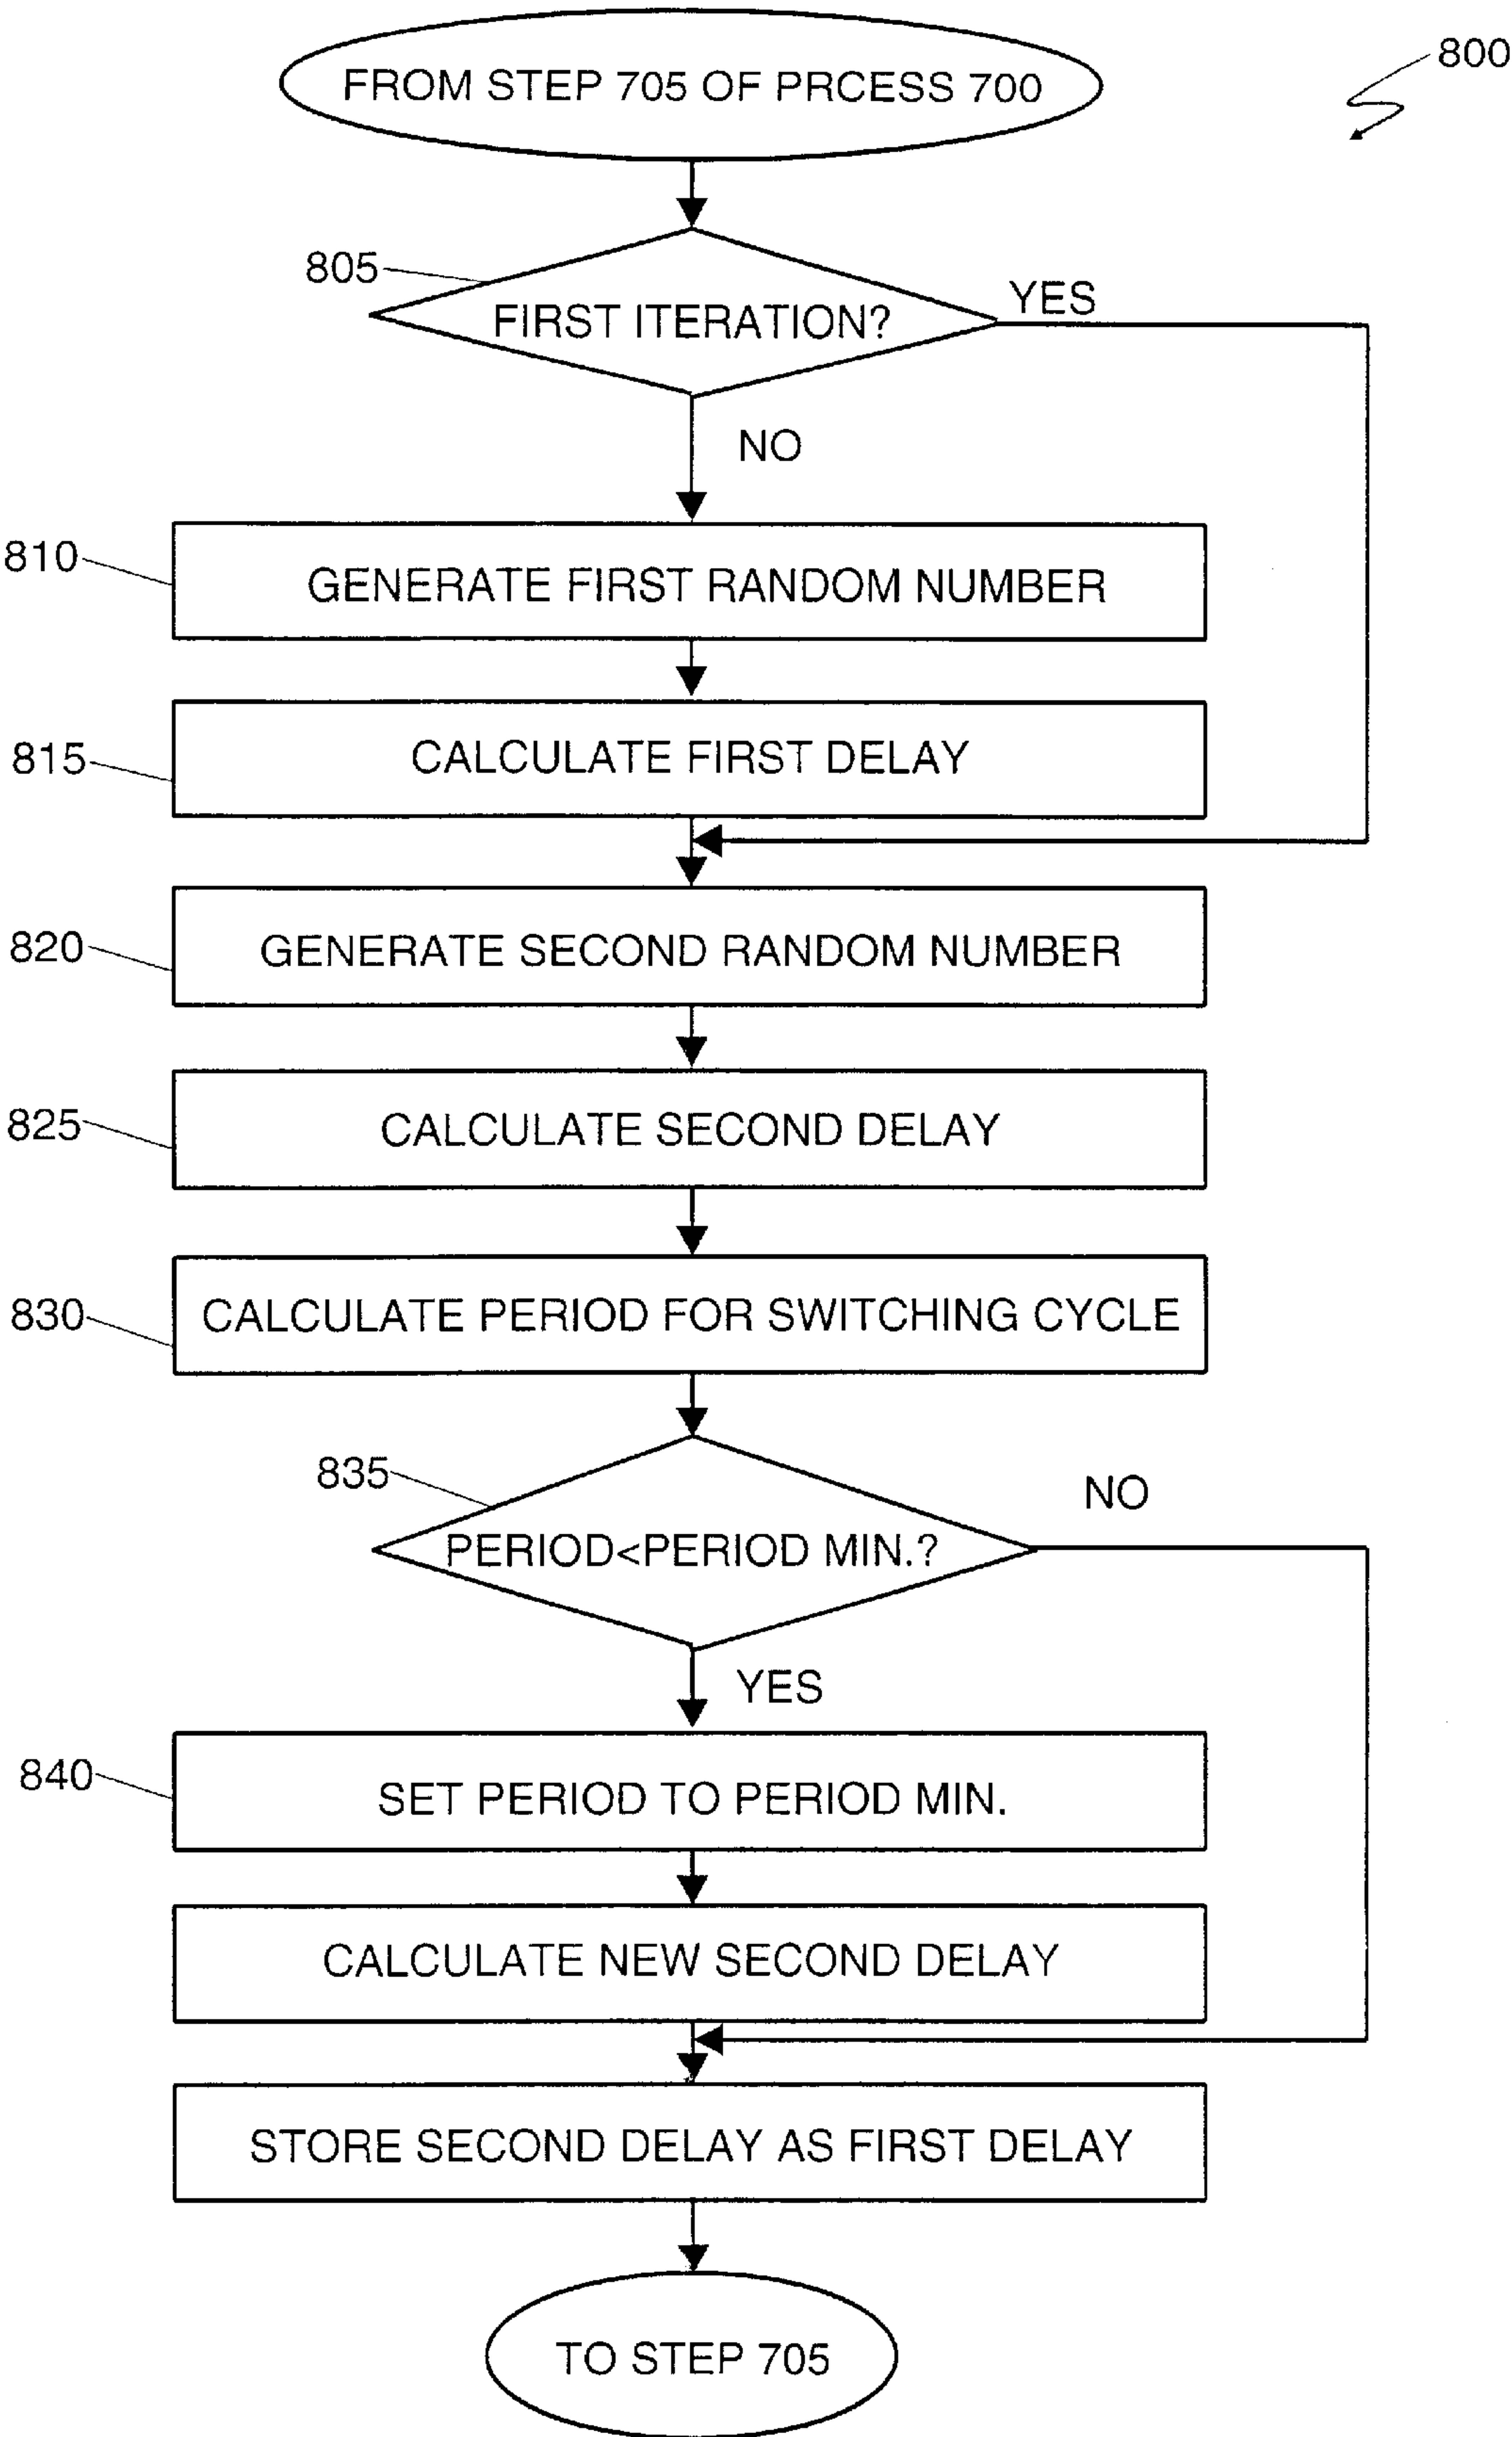 800
FROM STEP 705 OF PRCESS 700
805
FIRST ITERATION?
YES
NO
810
GENERATE FIRST RANDOM NUMBER
815
CALCULATE FIRST DELAY
820
GENERATE SECOND RANDOM NUMBER
825
CALCULATE SECOND DELAY
830
CALCULATE PERIOD FOR SWITCHING CYCLE
835
PERIOD<PERIOD MIN.?
NO
YES
840
SET PERIOD TO PERIOD MIN.
CALCULATE NEW SECOND DELAY
STORE SECOND DELAY AS FIRST DELAY
TO STEP 705